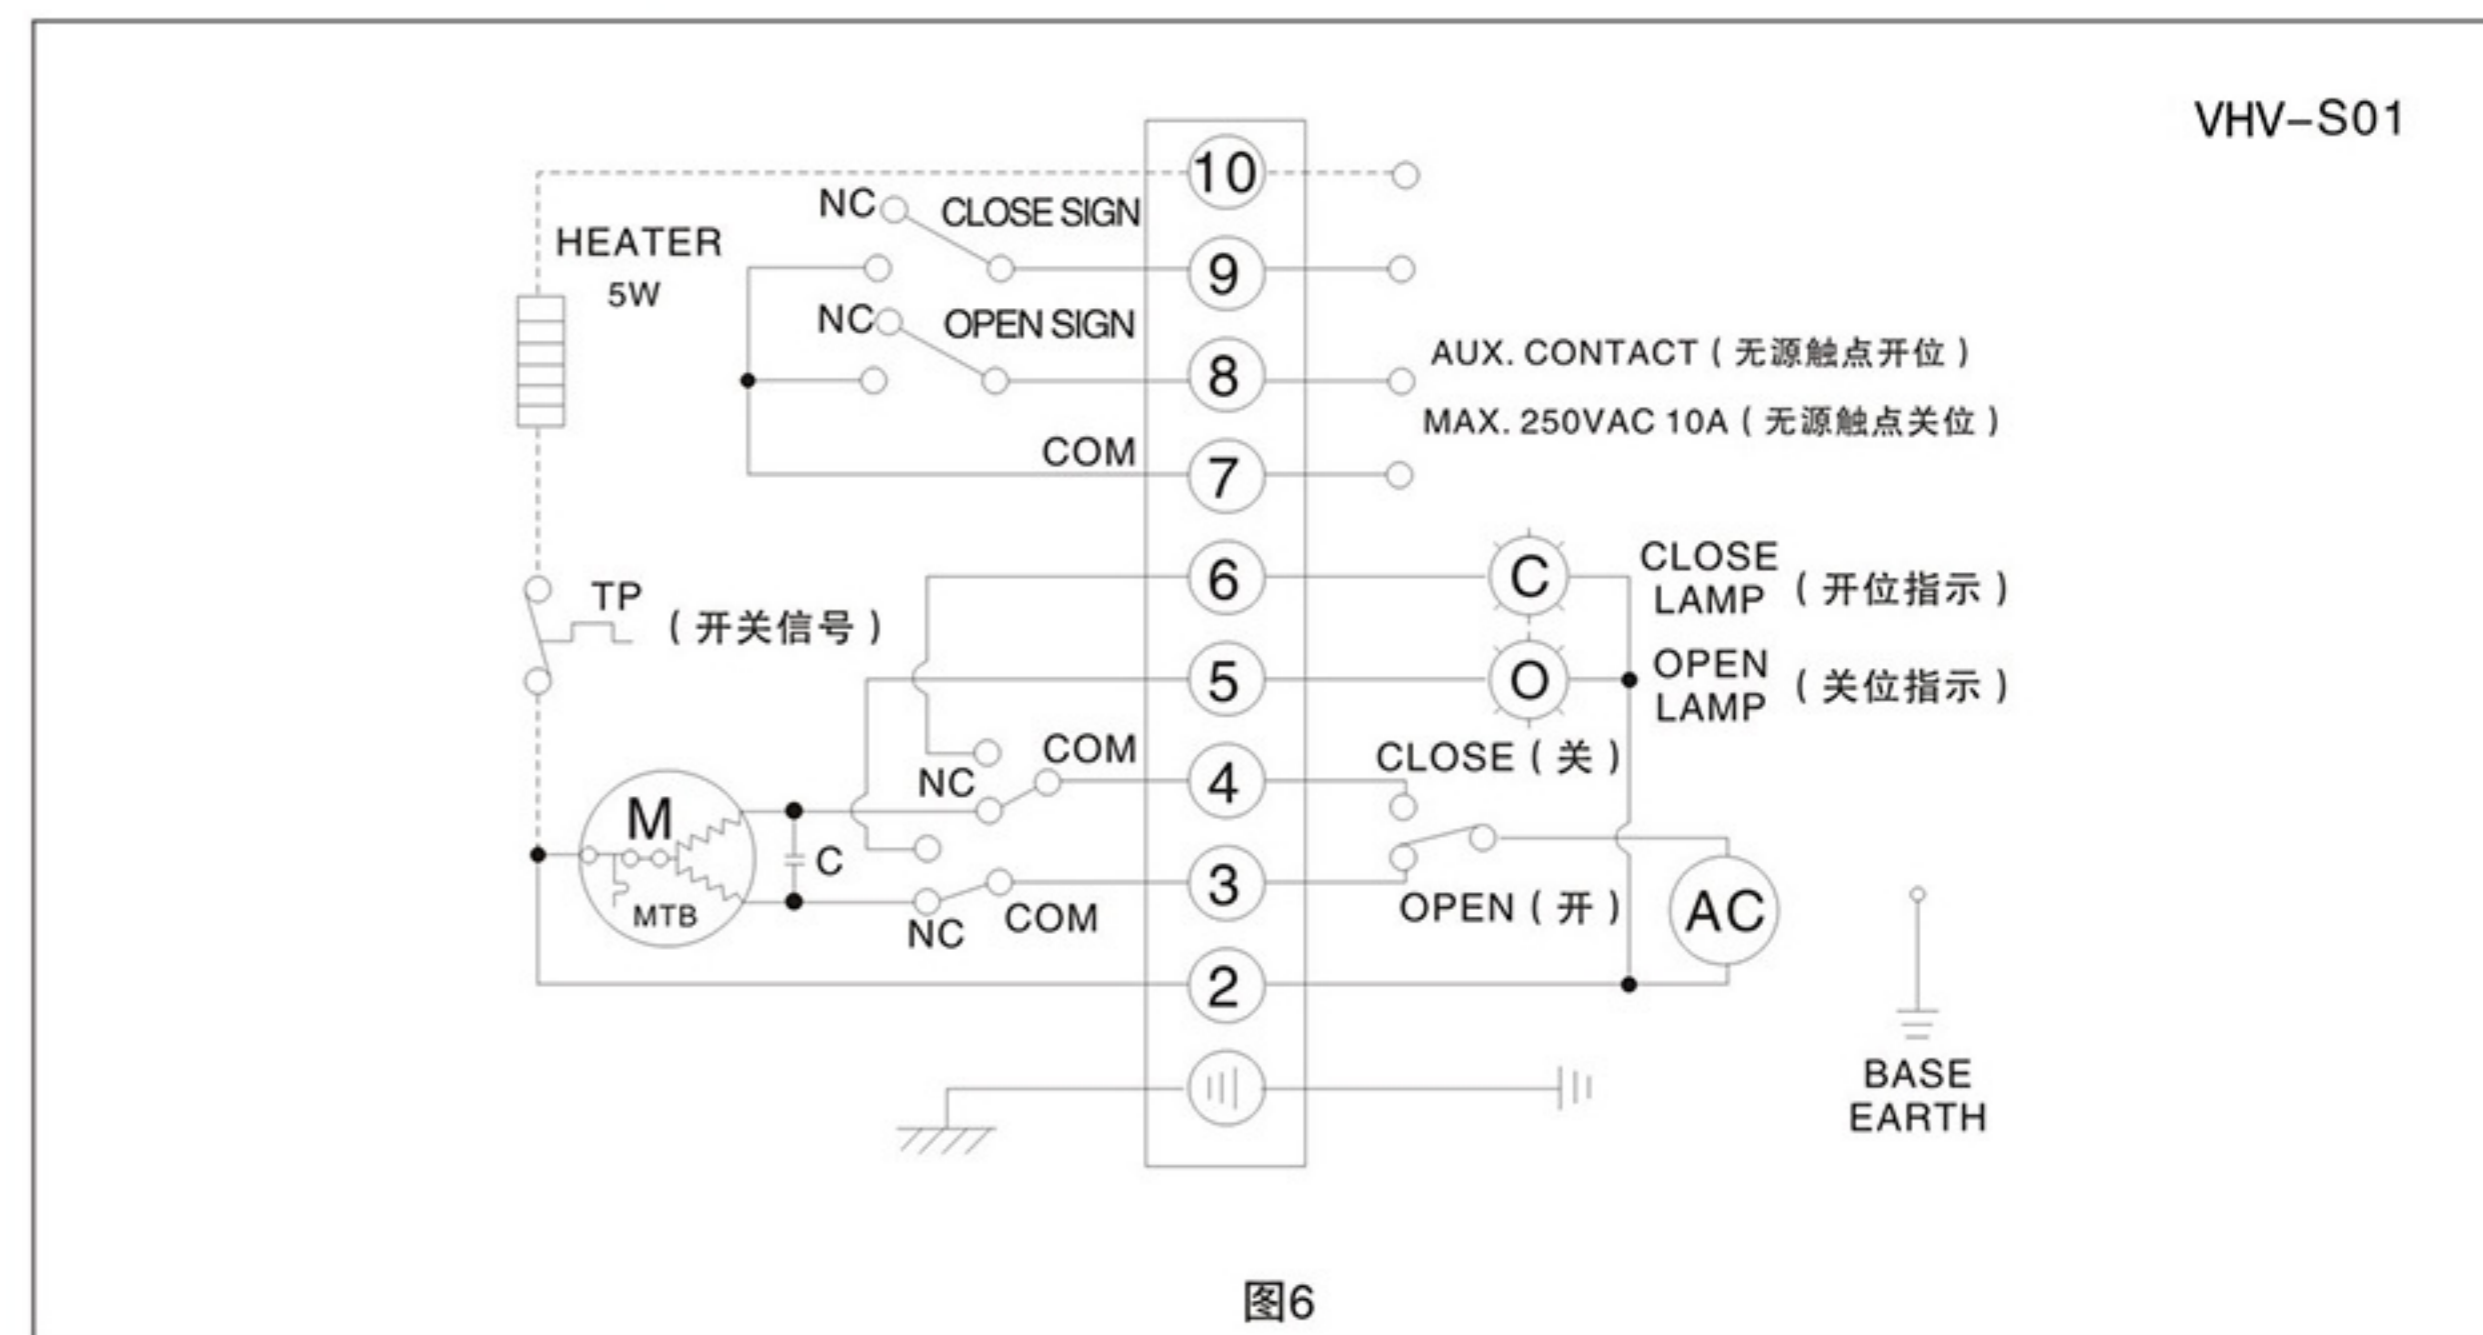 VHV-S01
10
NC
CLOSE SIGN
HEATER
5W
9
NC
OPEN SIGN
8
AUX. CONTACT（无源触点开位）
MAX. 250VAC 10A（无源触点关位）
COM
7
6
C
CLOSE
LAMP
（开位指示）
TP
（开关信号）
5
O
OPEN
LAMP
（关位指示）
COM
NC
4
CLOSE（关）
M
C
MTB
3
NC
COM
OPEN（开）
AC
2
BASE
EARTH
图6